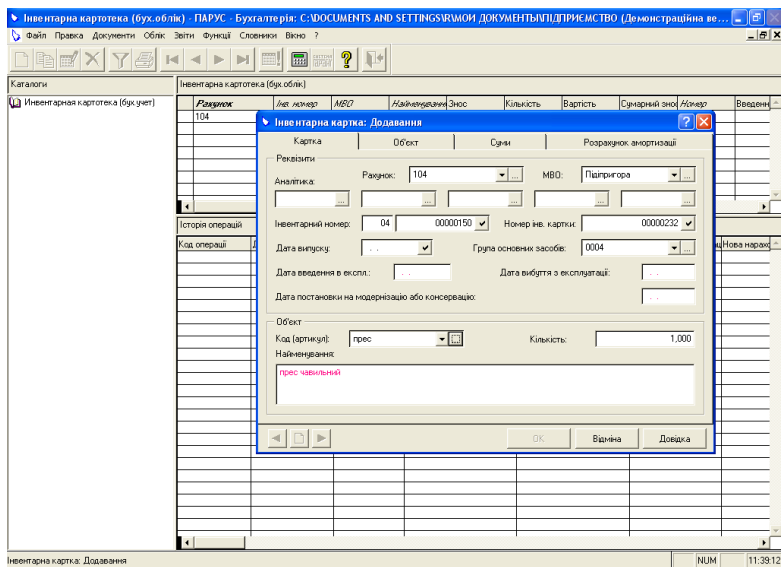 Інвентарна картотека (бух.облік) - ПАРУС - Бухгалтерія: C:\DOCUMENTS AND SETTINGS\R\МОИ ДОКУМЕНТЫ\ПІДПРИЄМСТВО (Демонстраційна ве...
Файл Правка Документи Облік Звіти Функції Словники Вікно ?
Каталоги
Інвентарна картотека (бух.облік)
Инвентарная картотека (бух.учет)
Рахунок Інв. номер МВО Найменування Знос Кількість Вартість Сумарний знос Номер Введенн
104
Інвентарна картка: Додавання
Картка Об'єкт Суми Розрахунок амортизації
Реквізити
Аналітика: Рахунок: 104 ... МВО: Підіпригора ...
... ... ... ... ...
Інвентарний номер: 04 00000150 Номер інв. картки: 00000232
Дата випуску: . . Група основних засобів: 0004 ...
Дата введення в експл.: . . Дата вибуття з експлуатації: . .
Дата постановки на модернізацію або консервацію: . .
Об'єкт
Код (артикул): прес ... Кількість: 1,000
Найменування:
прес чавильний
OK Відміна Довідка
Історія операцій
Код операції Нова нарахо
Інвентарна картка: Додавання NUM 11:39:12